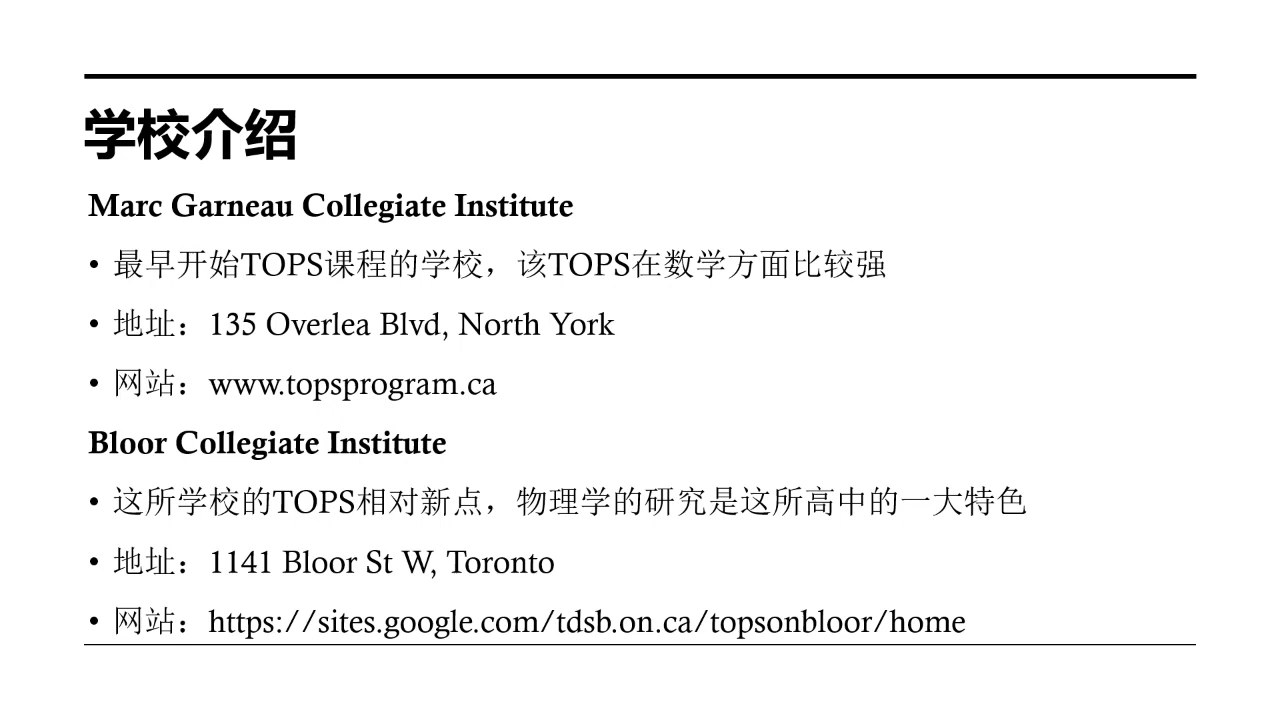 学校介绍
Marc Garneau Collegiate Institute
• 最早开始TOPS课程的学校，该TOPS在数学方面比较强
• 地址：135 Overlea Blvd, North York
• 网站：www.topsprogram.ca
Bloor Collegiate Institute
• 这所学校的TOPS相对新点，物理学的研究是这所高中的一大特色
• 地址：1141 Bloor St W, Toronto
• 网站：https://sites.google.com/tdsb.on.ca/topsonbloor/home